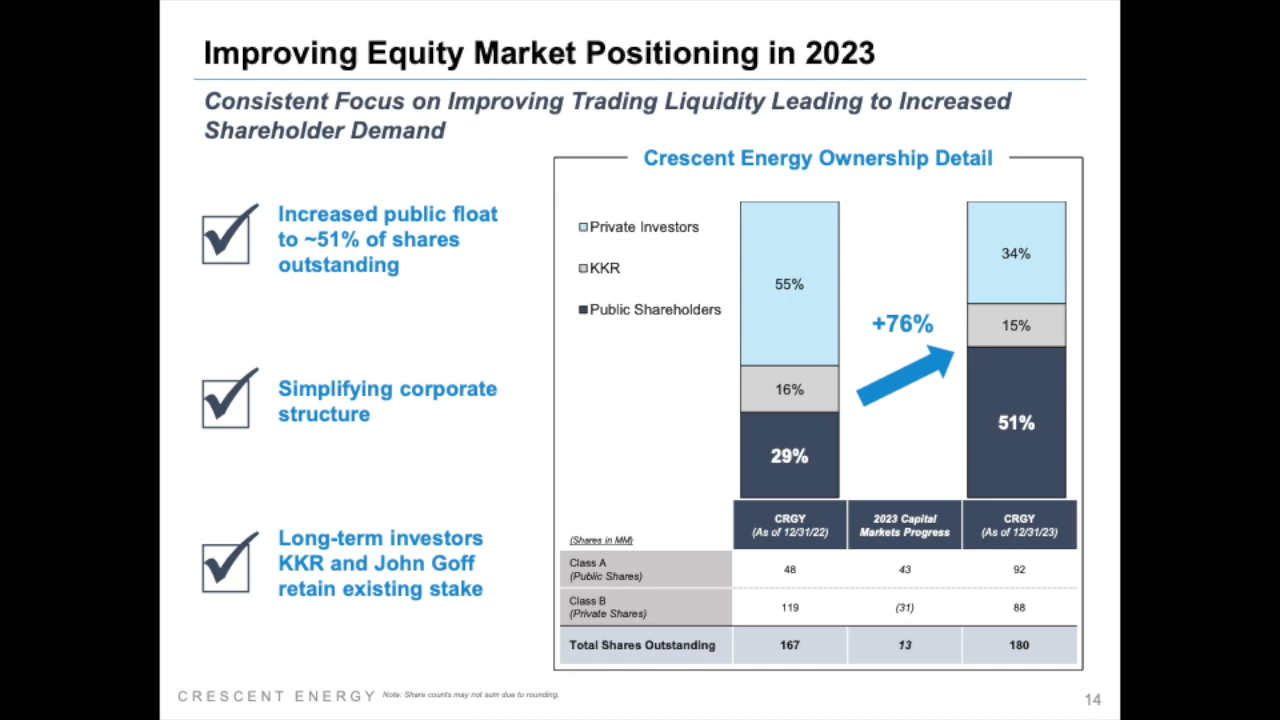 Improving Equity Market Positioning in 2023
Consistent Focus on Improving Trading Liquidity Leading to Increased
Shareholder Demand
Increased public float
to ~51% of shares
outstanding
Simplifying corporate
structure
Long-term investors
KKR and John Goff
retain existing stake
Crescent Energy Ownership Detail
Private Investors
KKR
Public Shareholders
55%
16%
29%
+76%
34%
15%
51%
(Shares in MM)
CRGY
(As of 12/31/22)
2023 Capital
Markets Progress
CRGY
(As of 12/31/23)
Class A
(Public Shares)
48
43
92
Class B
(Private Shares)
119
(31)
88
Total Shares Outstanding
167
13
180
CRESCENT ENERGY
Note: Share counts may not sum due to rounding.
14